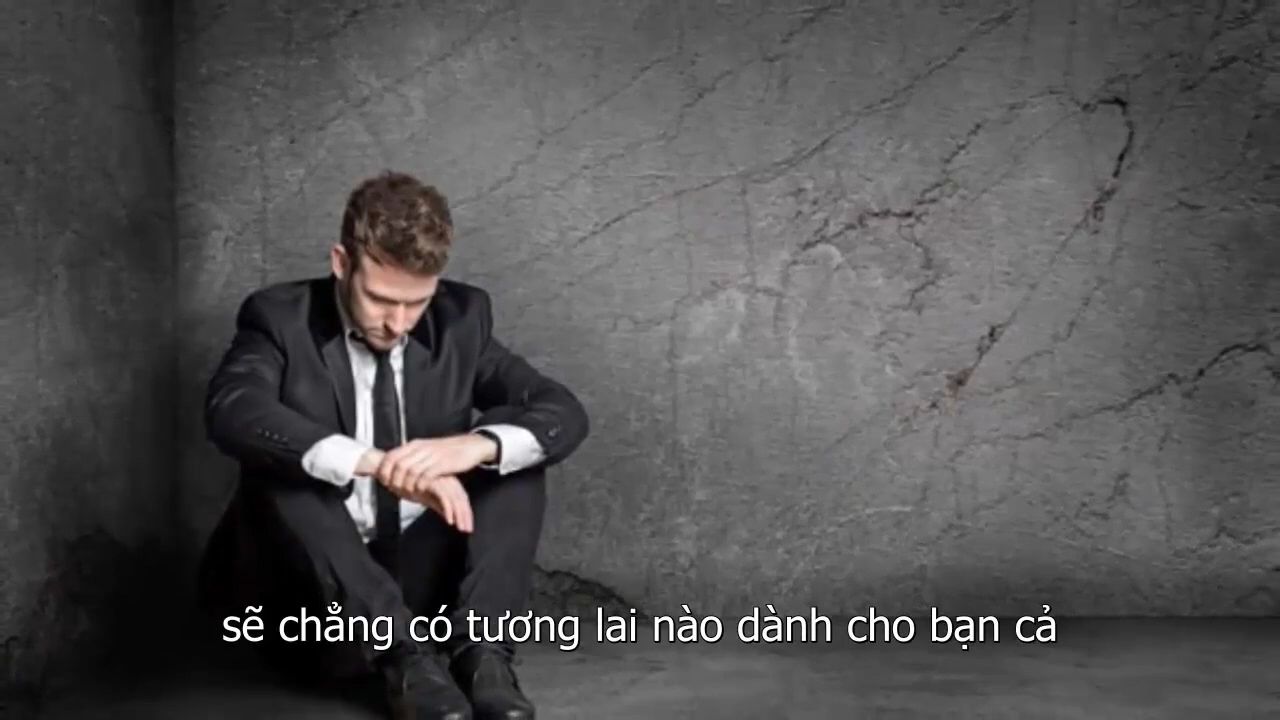 sẽ chẳng có tương lai nào dành cho bạn cả